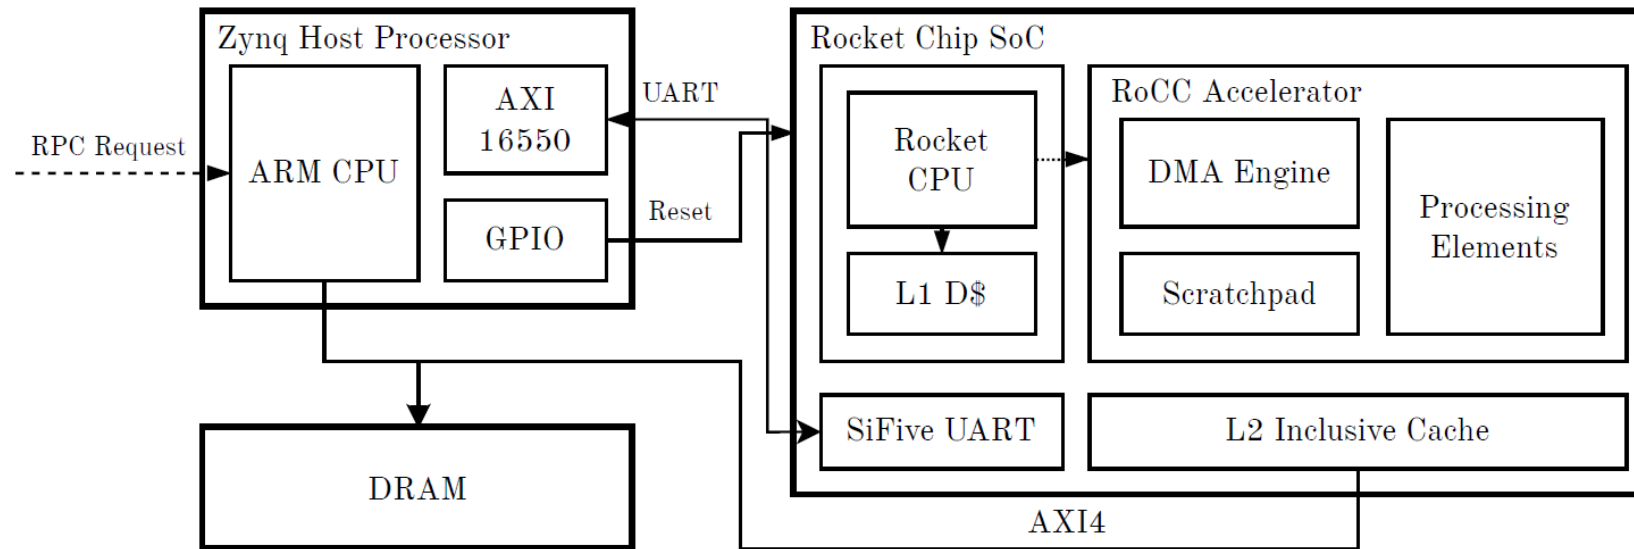 Zynq Host Processor
Rocket Chip SoC
RPC Request
ARM CPU
AXI
16550
GPIO
UART
Reset
Rocket
CPU
L1 D$
RoCC Accelerator
DMA Engine
Scratchpad
Processing
Elements
SiFive UART
L2 Inclusive Cache
DRAM
AXI4